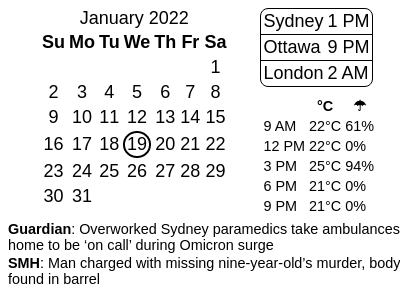 January 2022
Su Mo Tu We Th Fr Sa
1
2 3 4 5 6 7 8
9 10 11 12 13 14 15
16 17 18 19 20 21 22
23 24 25 26 27 28 29
30 31
Sydney 1 PM
Ottawa 9 PM
London 2 AM
°C ☂
9 AM 22°C 61%
12 PM 22°C 0%
3 PM 25°C 94%
6 PM 21°C 0%
9 PM 21°C 0%
Guardian: Overworked Sydney paramedics take ambulances
home to be ‘on call’ during Omicron surge
SMH: Man charged with missing nine-year-old’s murder, body
found in barrel